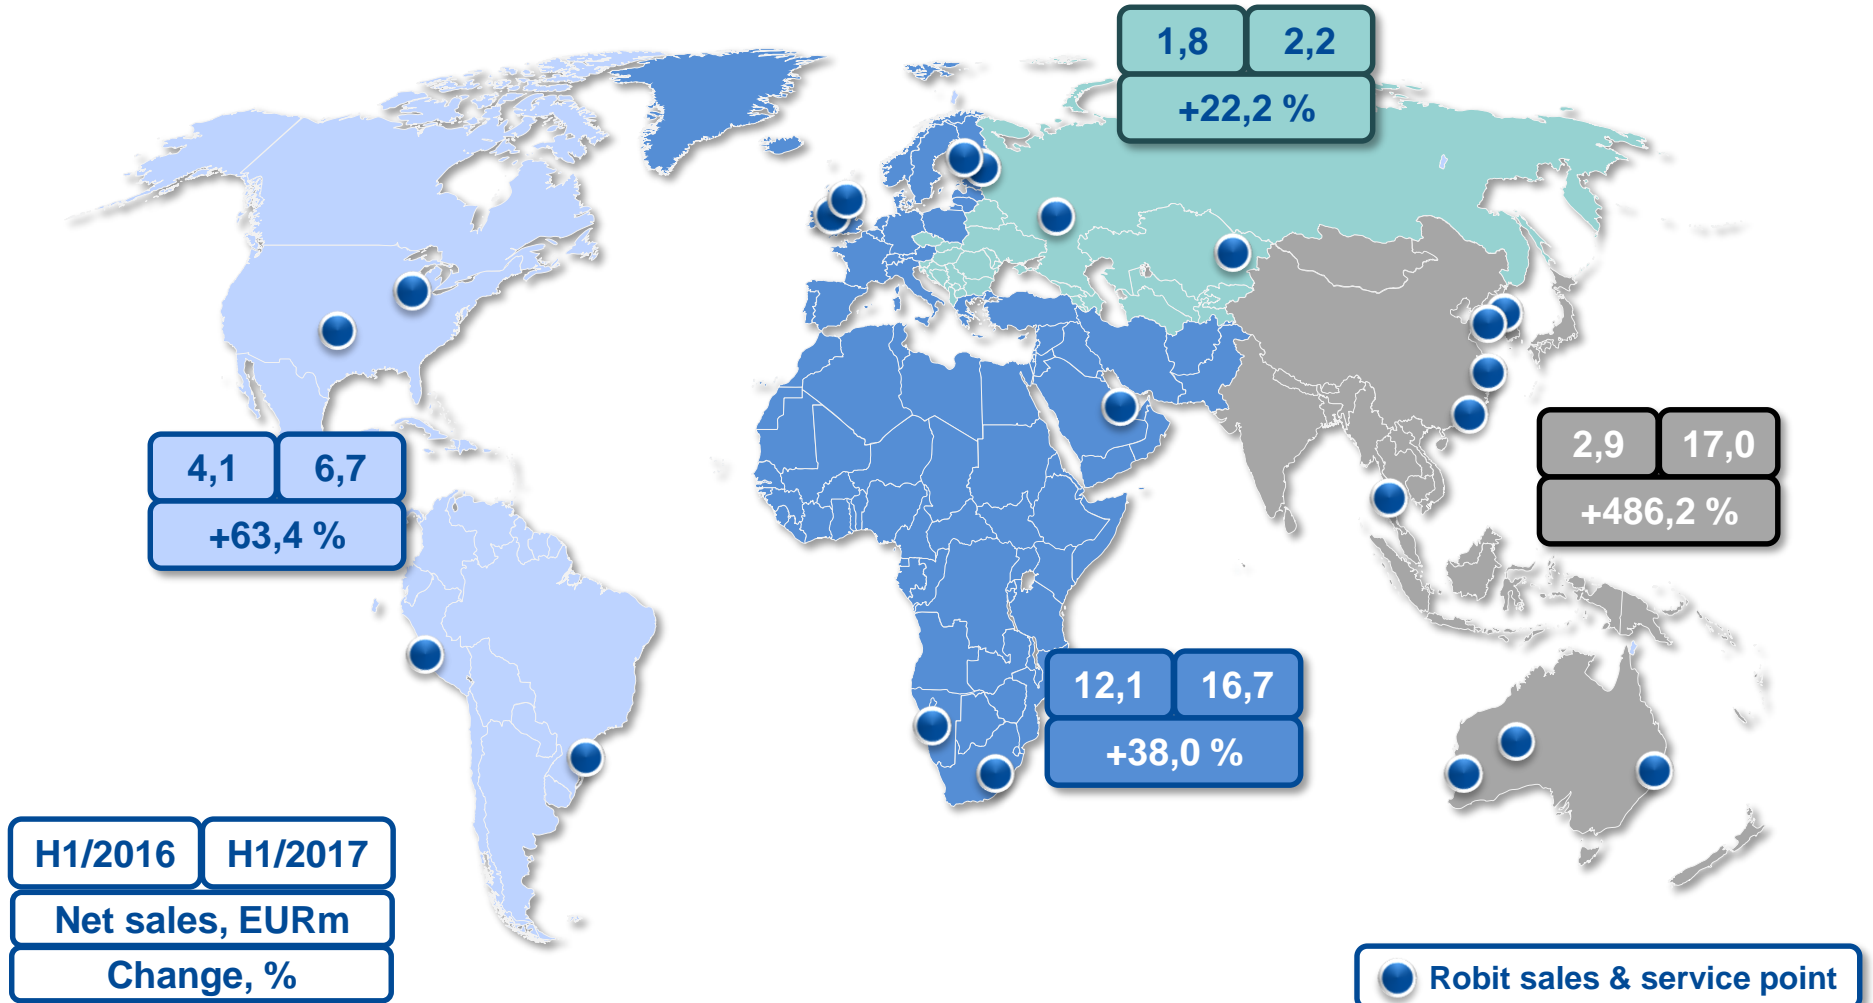 1,8 2,2
+22,2 %
4,1 6,7
+63,4 %
2,9 17,0
+486,2 %
12,1 16,7
+38,0 %
H1/2016 H1/2017
Net sales, EURm
Change, %
Robit sales & service point